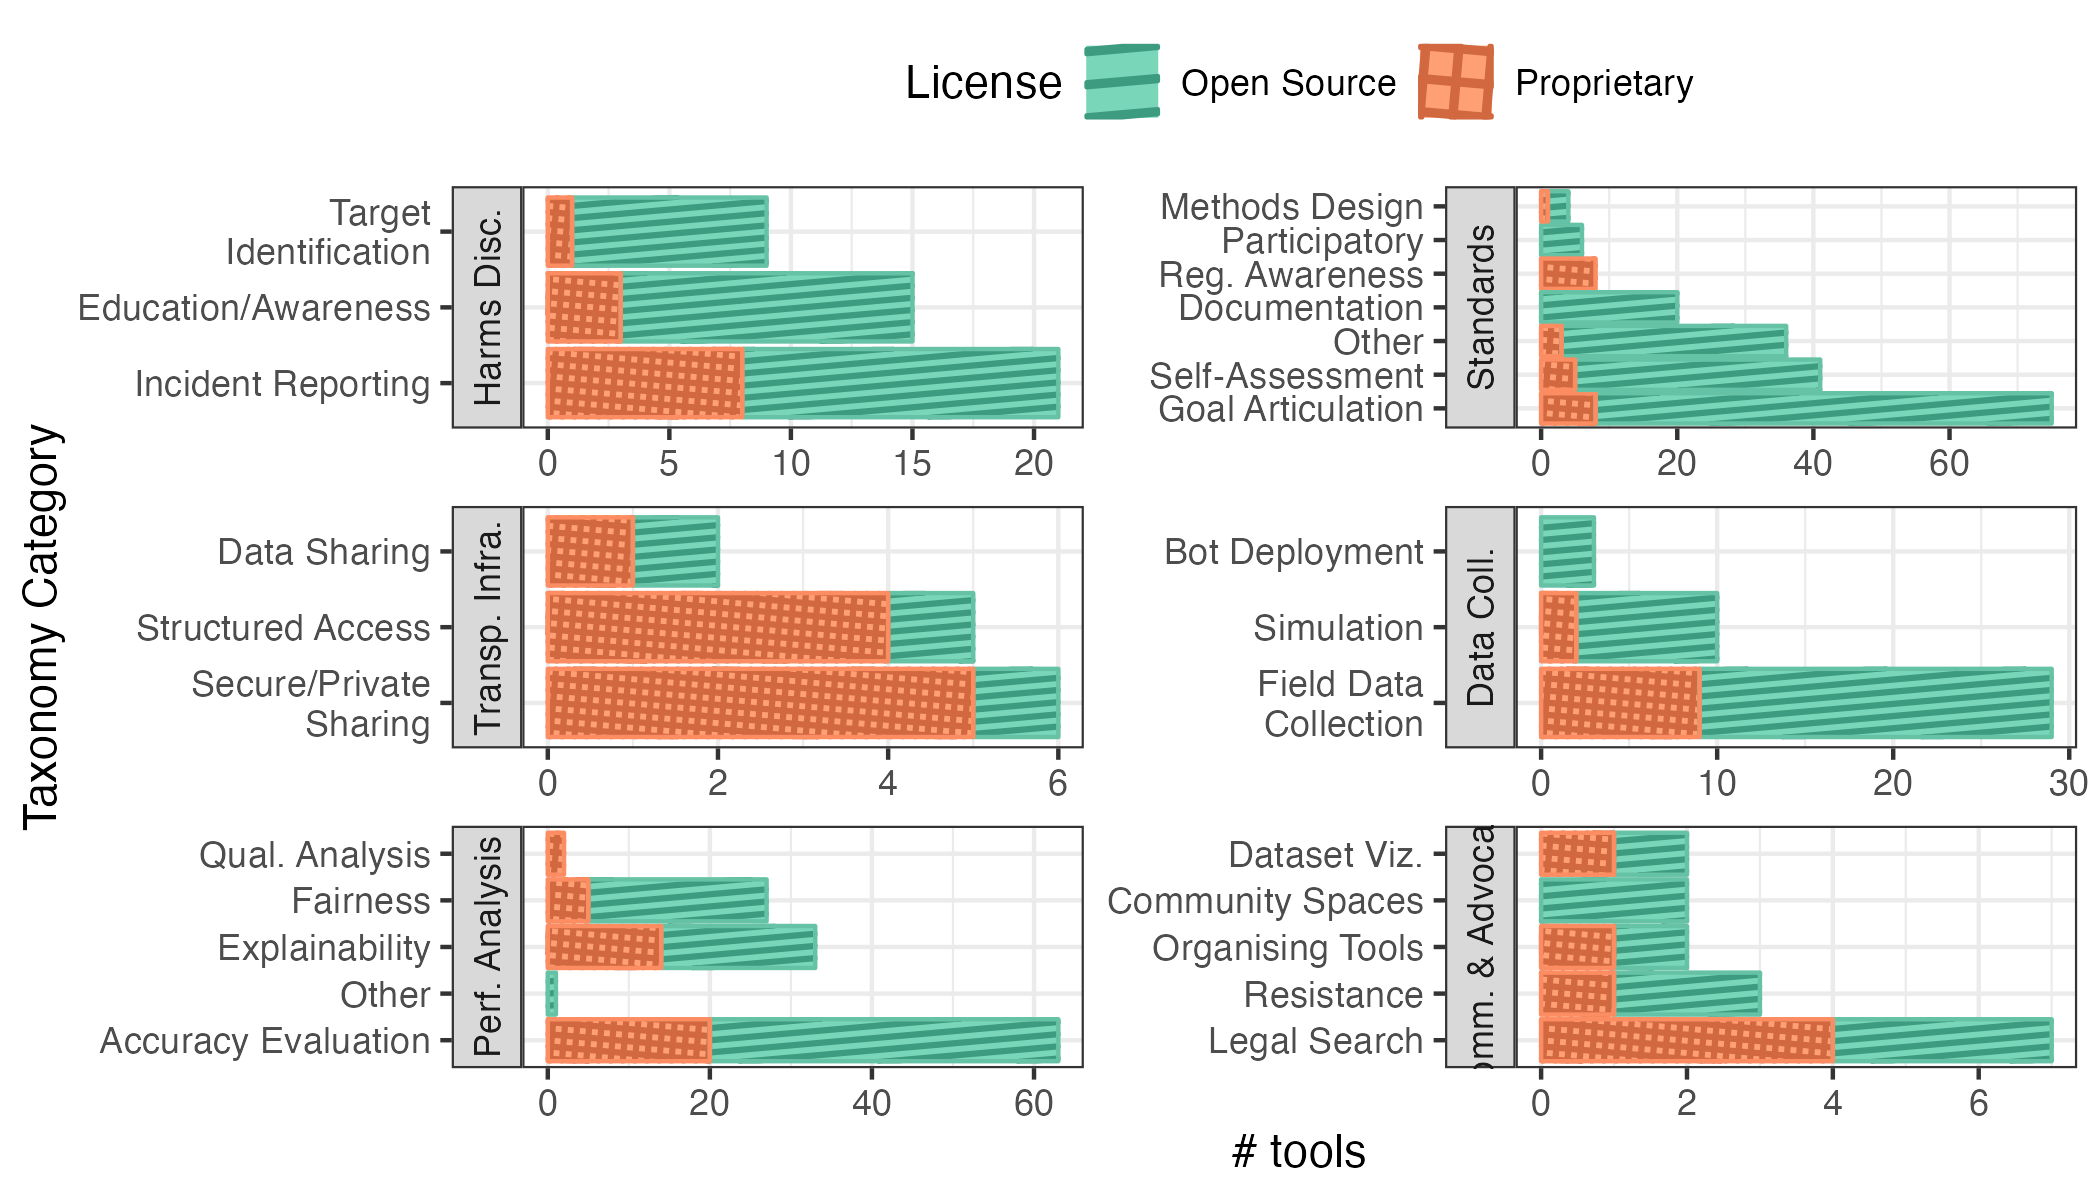 License Open Source Proprietary
Taxonomy Category
Target
Identification
Education/Awareness
Incident Reporting
Harms Disc.
0 5 10 15 20
Methods Design
Participatory
Reg. Awareness
Documentation
Other
Self-Assessment
Goal Articulation
Standards
0 20 40 60
Data Sharing
Structured Access
Secure/Private
Sharing
Transp. Infra.
0 2 4 6
Bot Deployment
Simulation
Field Data
Collection
Data Coll.
0 10 20 30
Qual. Analysis
Fairness
Explainability
Other
Accuracy Evaluation
Perf. Analysis
0 20 40 60
Dataset Viz.
Community Spaces
Organising Tools
Resistance
Legal Search
omm. & Advoca
0 2 4 6
# tools